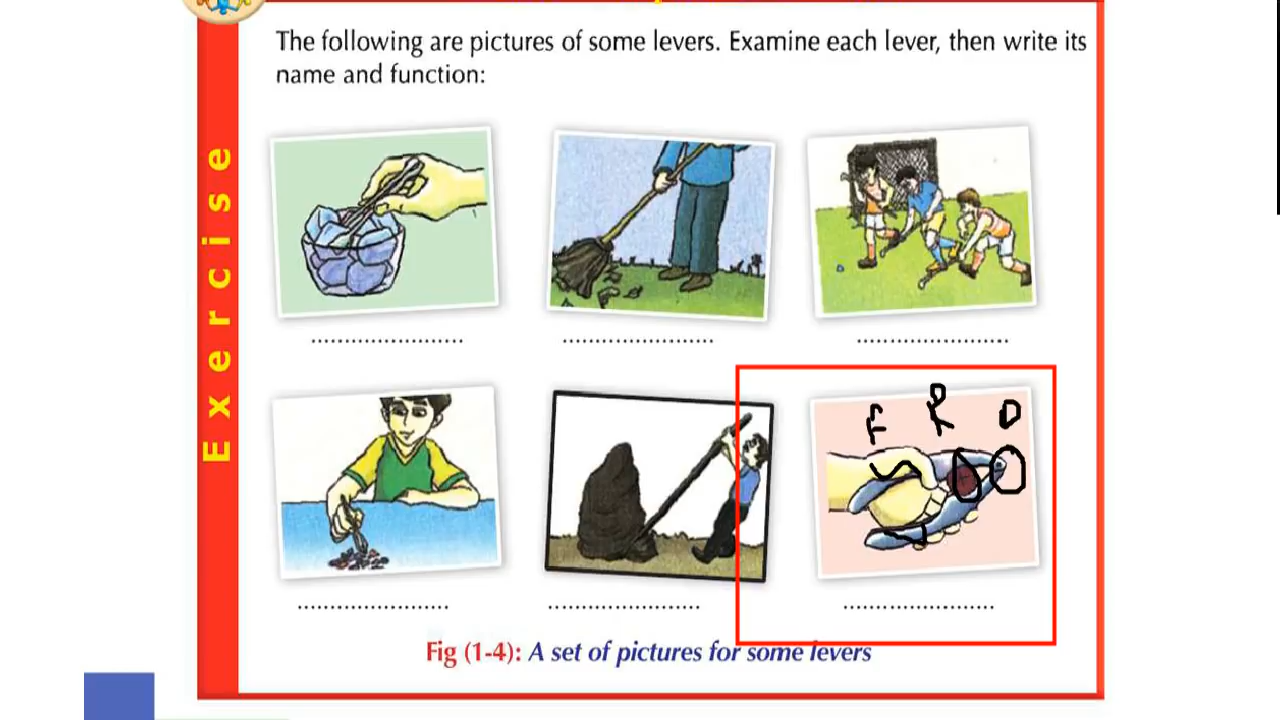 The following are pictures of some levers. Examine each lever, then write its
name and function:
Exercise
........................ ........................ ........................
F R O
........................ ........................ ........................
Fig (1-4): A set of pictures for some levers